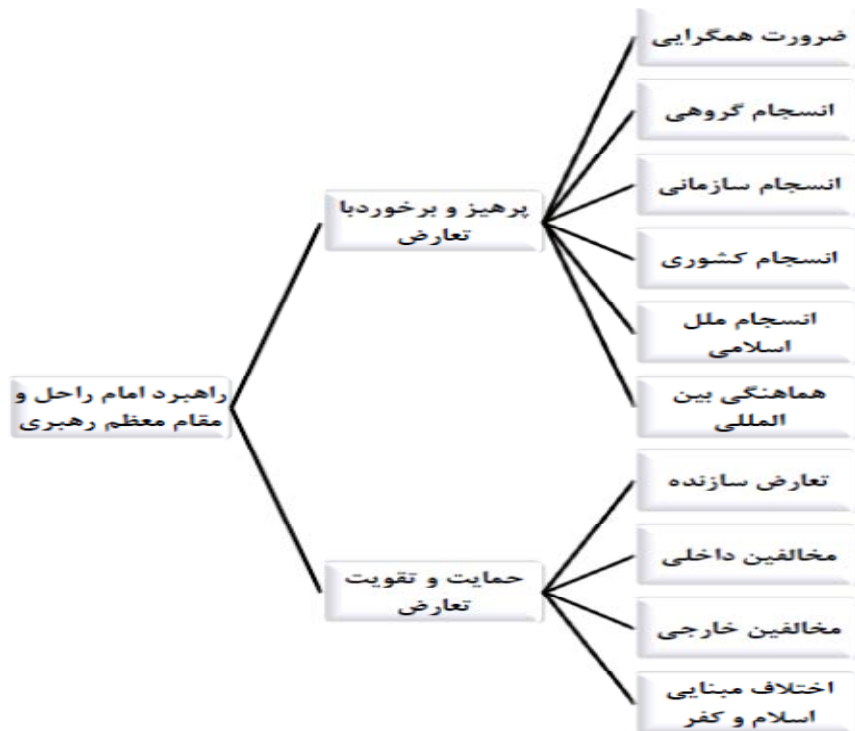 ضرورت همگرایی
انسجام گروهی
انسجام سازمانی
پرهیز و برخوردبا
تعارض
انسجام کشوری
انسجام ملل
اسلامی
هماهنگی بین
المللی
راهبرد امام راحل و
مقام معظم رهبری
تعارض سازنده
مخالفین داخلی
حمایت و تقویت
تعارض
مخالفین خارجی
اختلاف مبنایی
اسلام و کفر